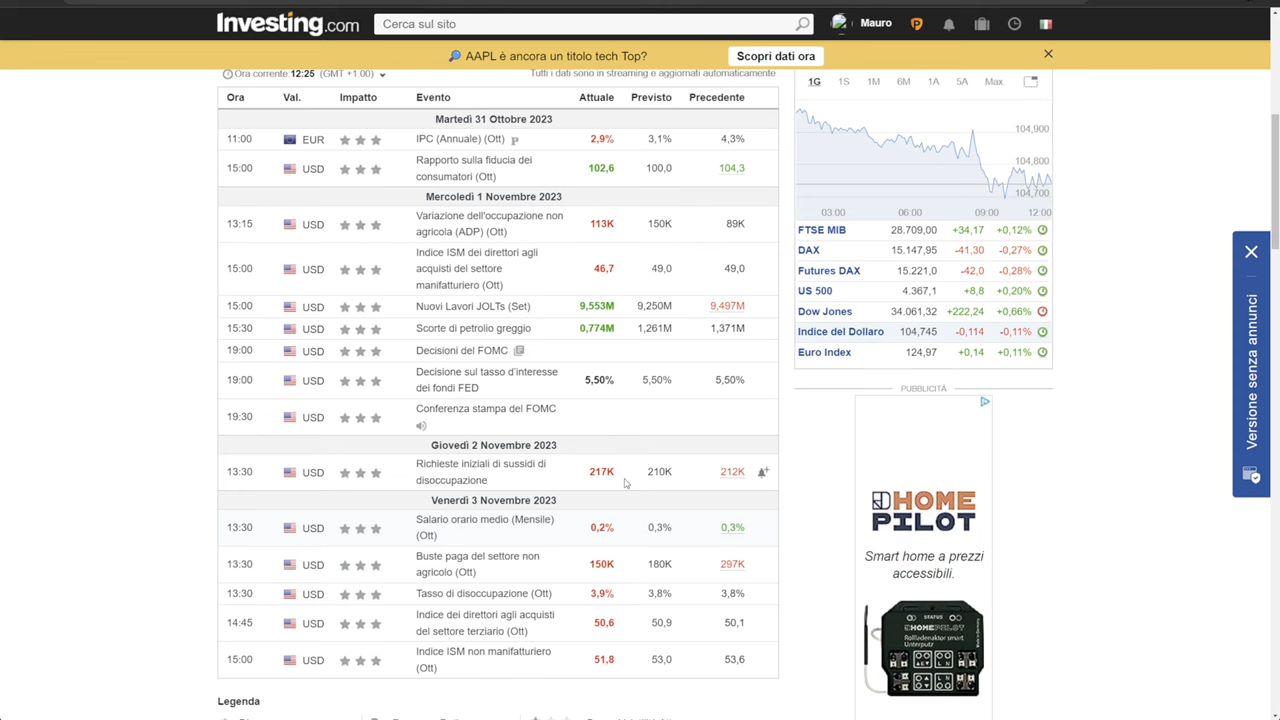 Investing.com
Cerca sul sito
Mauro
AAPL è ancora un titolo tech Top?
Scopri dati ora
Ora corrente: 12:25 (GMT +1:00)
Tutti i dati sono in streaming e aggiornati automaticamente
Ora Val. Impatto Evento Attuale Previsto Precedente
Martedì 31 Ottobre 2023
11:00 EUR IPC (Annuale) (Ott) P 2,9% 3,1% 4,3%
15:00 USD Rapporto sulla fiducia dei 102,6 100,0 104,3
consumatori (Ott)
Mercoledì 1 Novembre 2023
13:15 USD Variazione dell'occupazione non 113K 150K 89K
agricola (ADP) (Ott)
15:00 USD Indice ISM dei direttori agli 46,7 49,0 49,0
acquisti del settore
manifatturiero (Ott)
15:00 USD Nuovi Lavori JOLTs (Set) 9,553M 9,250M 9,497M
15:30 USD Scorte di petrolio greggio 0,774M 1,261M 1,371M
19:00 USD Decisioni del FOMC
19:00 USD Decisione sul tasso d'interesse 5,50% 5,50% 5,50%
dei fondi FED
19:30 USD Conferenza stampa del FOMC
Giovedì 2 Novembre 2023
13:30 USD Richieste iniziali di sussidi di 217K 210K 212K
disoccupazione
Venerdì 3 Novembre 2023
13:30 USD Salario orario medio (Mensile) 0,2% 0,3% 0,3%
(Ott)
13:30 USD Buste paga del settore non 150K 180K 297K
agricolo (Ott)
13:30 USD Tasso di disoccupazione (Ott) 3,9% 3,8% 3,8%
14:45 USD Indice dei direttori agli acquisti 50,6 50,9 50,1
del settore terziario (Ott)
15:00 USD Indice ISM non manifatturiero 51,8 53,0 53,6
(Ott)
Legenda
1G 1S 1M 6M 1A 5A Max.
104,900
104,800
104,700
03:00 06:00 09:00 12:00
FTSE MIB 28.709,00 +34,17 +0,12%
DAX 15.147,95 -41,30 -0,27%
Futures DAX 15.221,0 -42,0 -0,28%
US 500 4.367,1 +8,8 +0,20%
Dow Jones 34.061,32 +222,24 +0,66%
Indice del Dollaro 104,745 -0,114 -0,11%
Euro Index 124,97 +0,14 +0,11%
PUBBLICITÀ
HOME
PILOT
Smart home a prezzi
accessibili.
STATUS
HOMEPILOT
Rollladenaktor smart
Unterputz
Versione senza annunci